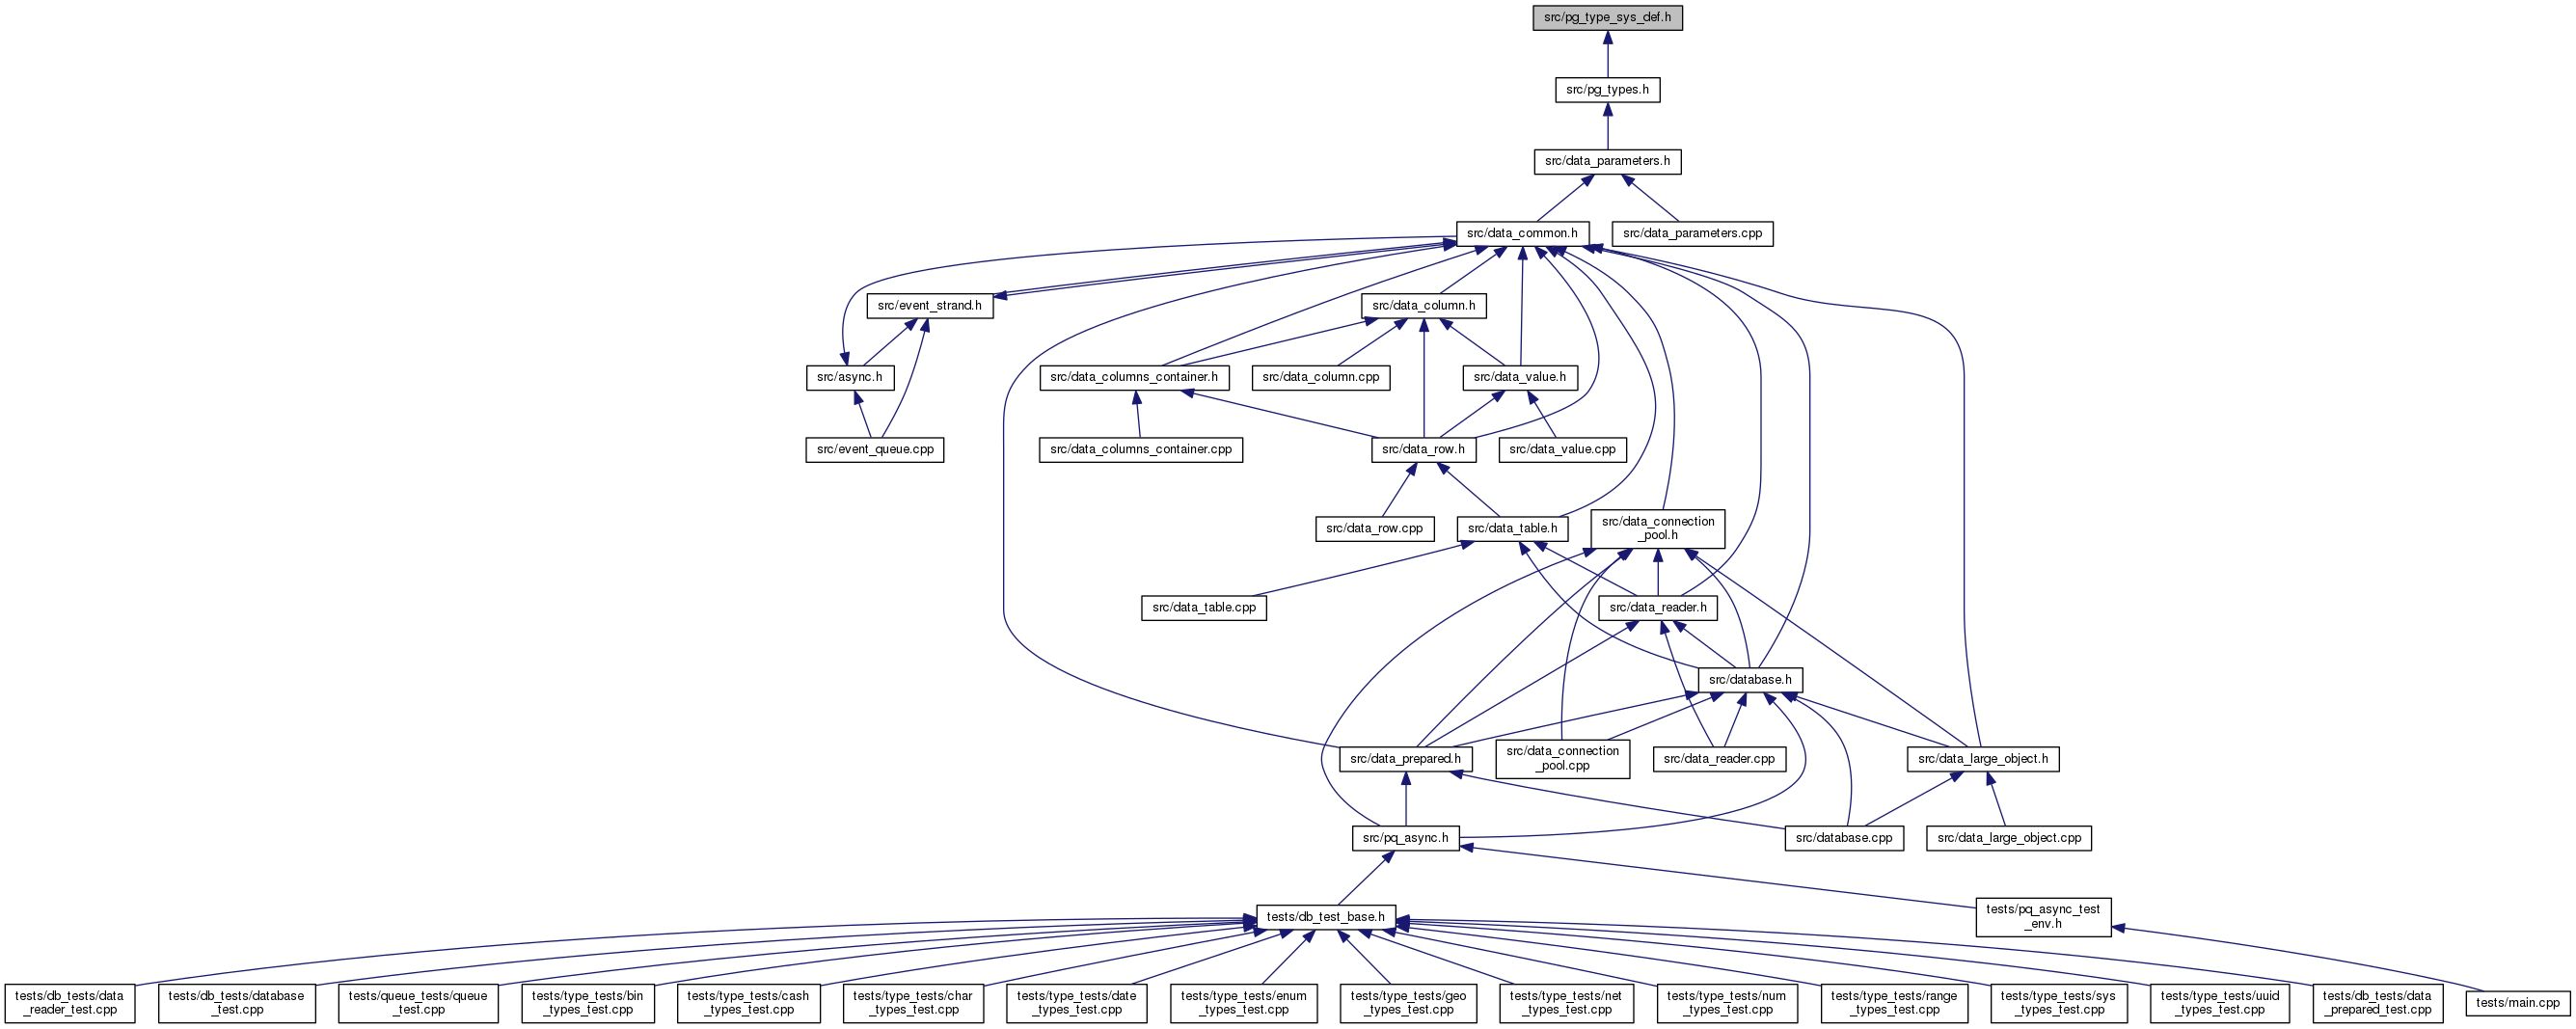 src/pg_type_sys_def.h
src/pg_types.h
src/data_parameters.h
src/data_common.h
src/data_parameters.cpp
src/event_strand.h
src/data_column.h
src/async.h
src/data_columns_container.h
src/data_column.cpp
src/data_value.h
src/event_queue.cpp
src/data_columns_container.cpp
src/data_row.h
src/data_value.cpp
src/data_row.cpp
src/data_table.h
src/data_connection
_pool.h
src/data_table.cpp
src/data_reader.h
src/database.h
src/data_prepared.h
src/data_connection
_pool.cpp
src/data_reader.cpp
src/data_large_object.h
src/pq_async.h
src/database.cpp
src/data_large_object.cpp
tests/db_test_base.h
tests/pq_async_test
_env.h
tests/db_tests/data
_reader_test.cpp
tests/db_tests/database
_test.cpp
tests/queue_tests/queue
_test.cpp
tests/type_tests/bin
_types_test.cpp
tests/type_tests/cash
_types_test.cpp
tests/type_tests/char
_types_test.cpp
tests/type_tests/date
_types_test.cpp
tests/type_tests/enum
_types_test.cpp
tests/type_tests/geo
_types_test.cpp
tests/type_tests/net
_types_test.cpp
tests/type_tests/num
_types_test.cpp
tests/type_tests/range
_types_test.cpp
tests/type_tests/sys
_types_test.cpp
tests/type_tests/uuid
_types_test.cpp
tests/db_tests/data
_prepared_test.cpp
tests/main.cpp